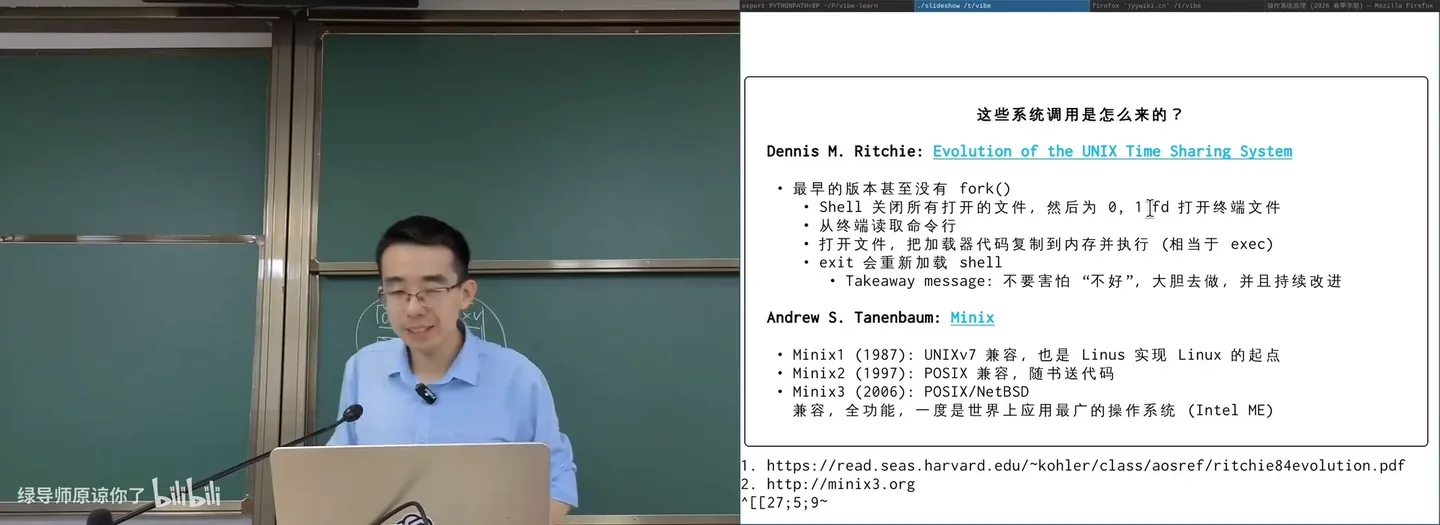 export PYTHONPATH=$P ~/P/vibe-learn
./slideshow /t/vibe
firefox 'jyywiki.cn' /t/vibe
操作系统原理 (2026 春季学期) — Mozilla Firefox
这些系统调用是怎么来的？
Dennis M. Ritchie: Evolution of the UNIX Time Sharing System
• 最早的版本甚至没有 fork()
• Shell 关闭所有打开的文件，然后为 0, 1 fd 打开终端文件
• 从终端读取命令行
• 打开文件，把加载器代码复制到内存并执行 (相当于 exec)
• exit 会重新加载 shell
• Takeaway message: 不要害怕 “不好”，大胆去做，并且持续改进
Andrew S. Tanenbaum: Minix
• Minix1 (1987): UNIXv7 兼容，也是 Linus 实现 Linux 的起点
• Minix2 (1997): POSIX 兼容，随书送代码
• Minix3 (2006): POSIX/NetBSD
兼容，全功能，一度是世界上应用最广的操作系统 (Intel ME)
1. https://read.seas.harvard.edu/~kohler/class/aosref/ritchie84evolution.pdf
2. http://minix3.org
^[[27;5;9~
绿导师原谅你了 bilibili